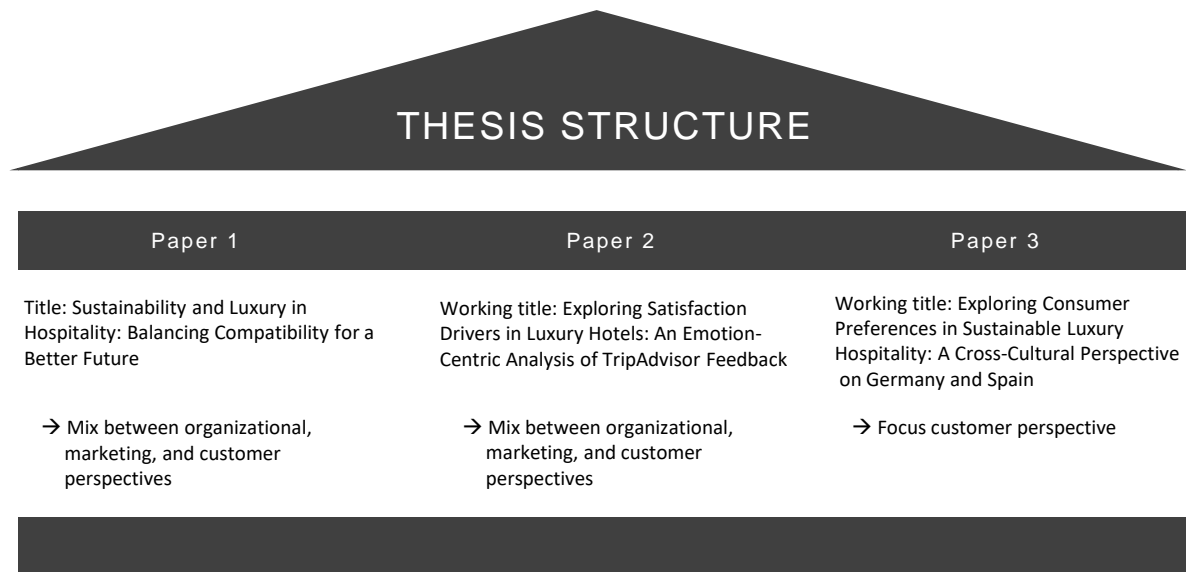 THESIS STRUCTURE
Paper 1
Paper 2
Paper 3
Title: Sustainability and Luxury in
Hospitality: Balancing Compatibility for a
Better Future
→ Mix between organizational,
marketing, and customer
perspectives
Working title: Exploring Satisfaction
Drivers in Luxury Hotels: An Emotion-
Centric Analysis of TripAdvisor Feedback
→ Mix between organizational,
marketing, and customer
perspectives
Working title: Exploring Consumer
Preferences in Sustainable Luxury
Hospitality: A Cross-Cultural Perspective
on Germany and Spain
→ Focus customer perspective